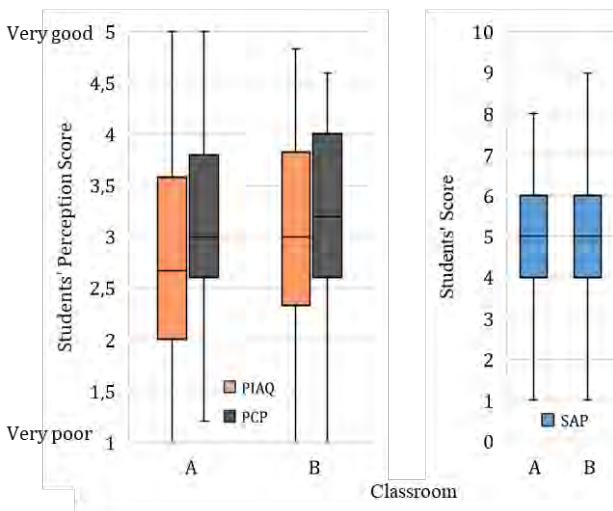 Very good
5
4,5
4
3,5
3
2,5
2
1,5
1
Very poor
Students' Perception Score
PIAQ
PCP
A
B
10
9
8
7
6
5
4
3
2
1
0
Students' Score
SAP
A
B
Classroom